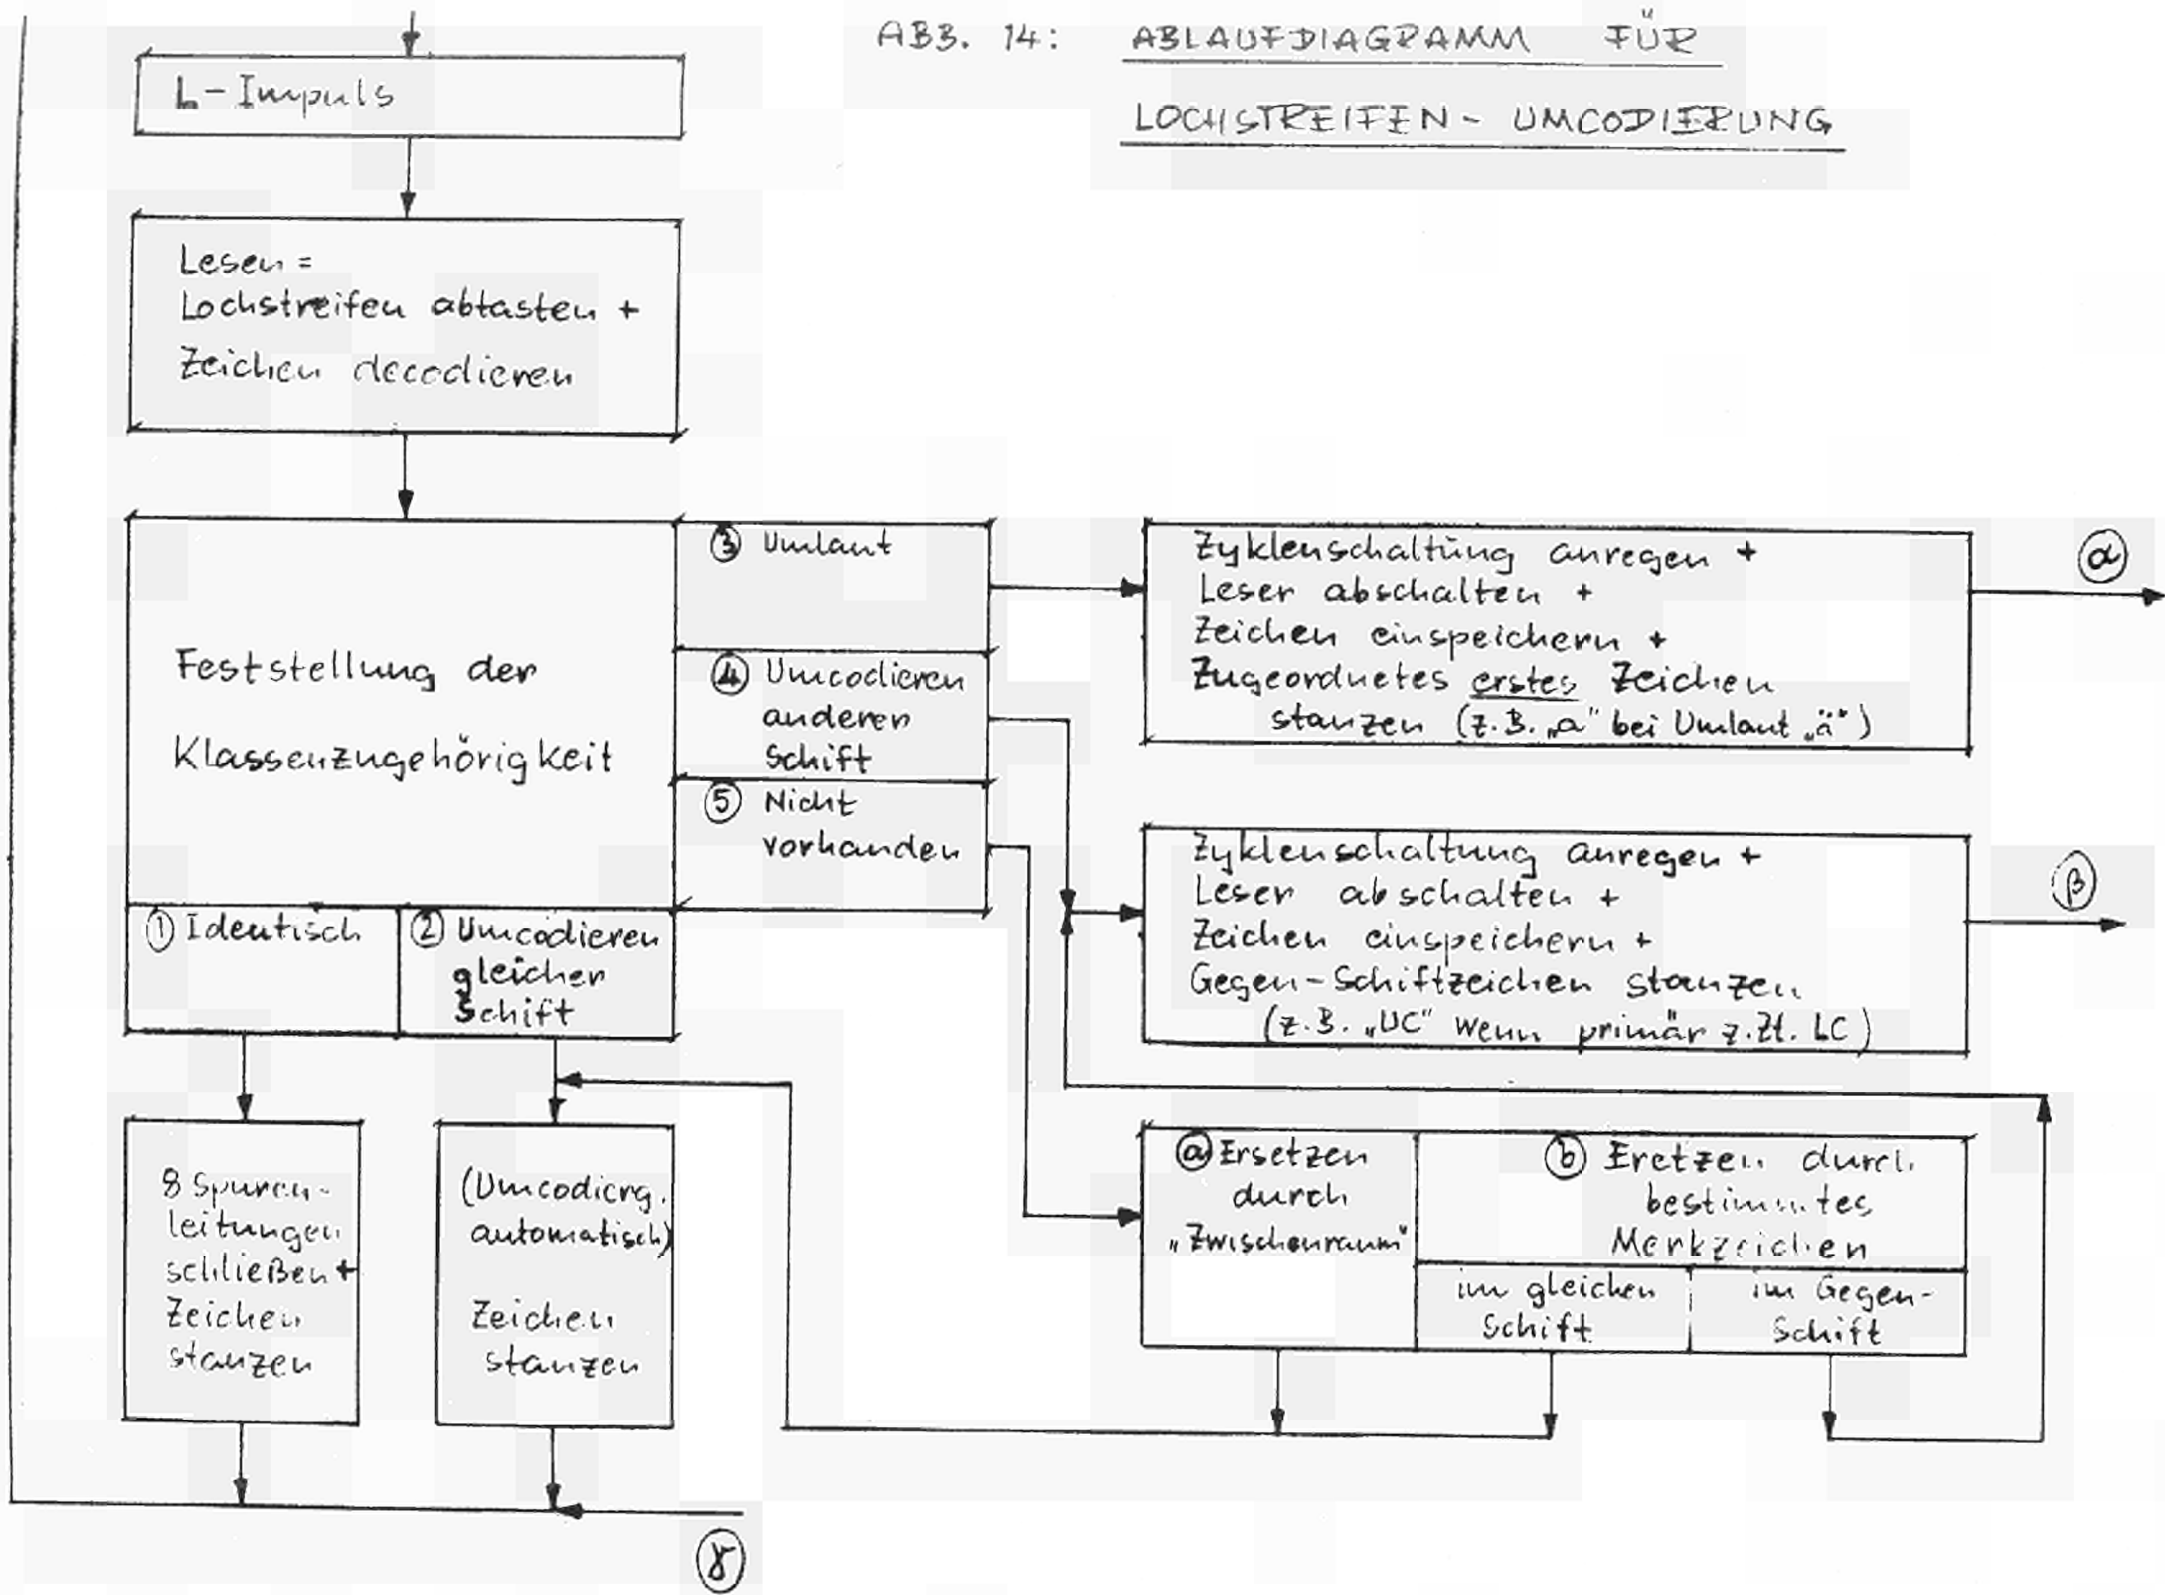 ABB. 14: ABLAUFDIAGRAMM FÜR
LOCHSTREIFEN - UMCODIERUNG
L-Impuls
Lesen =
Lochstreifen abtasten +
Zeichen decodieren
Feststellung der
Klassenzugehörigkeit
③ Umlaut
④ Umcodieren
anderer
Schift
⑤ Nicht
vorhanden
① Identisch
② Umcodieren
gleicher
Schift
Zyklenschaltung anregen +
Leser abschalten +
Zeichen einspeichern +
Zugeordnetes erstes Zeichen
stanzen (z.B. „a" bei Umlaut „ä")
α
Zyklenschaltung anregen +
Leser abschalten +
Zeichen einspeichern +
Gegen-Schiftzeichen stanzen
(z.B. „UC" wenn primär z.Zt. LC)
β
8 Spuren-
leitungen
schließen +
Zeichen
stanzen
(Umcodierg.
automatisch)
Zeichen
stanzen
ⓐ Ersetzen
durch
„Zwischenraum"
ⓑ Eretzen durch
bestimmtes
Merkzeichen
im gleichen
Schift
im Gegen-
Schift
γ